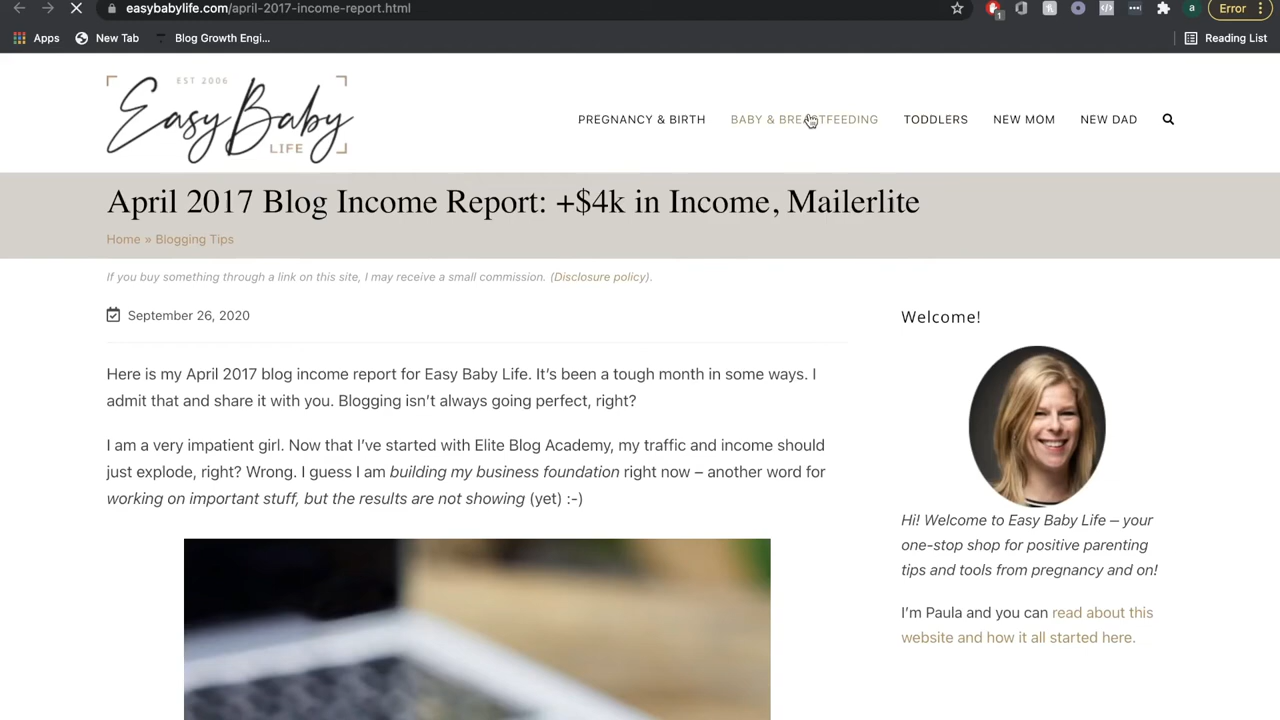 easybabylife.com/april-2017-income-report.html
1
a
Error
Apps
New Tab
Blog Growth Engi...
Reading List
EST 2006
EasyBaby
LIFE
PREGNANCY & BIRTH
BABY & BREASTFEEDING
TODDLERS
NEW MOM
NEW DAD
April 2017 Blog Income Report: +$4k in Income, Mailerlite
Home » Blogging Tips
If you buy something through a link on this site, I may receive a small commission. (Disclosure policy).
September 26, 2020
Here is my April 2017 blog income report for Easy Baby Life. It's been a tough month in some ways. I
admit that and share it with you. Blogging isn't always going perfect, right?
I am a very impatient girl. Now that I've started with Elite Blog Academy, my traffic and income should
just explode, right? Wrong. I guess I am building my business foundation right now – another word for
working on important stuff, but the results are not showing (yet) :-)
Welcome!
Hi! Welcome to Easy Baby Life – your
one-stop shop for positive parenting
tips and tools from pregnancy and on!
I'm Paula and you can read about this
website and how it all started here.